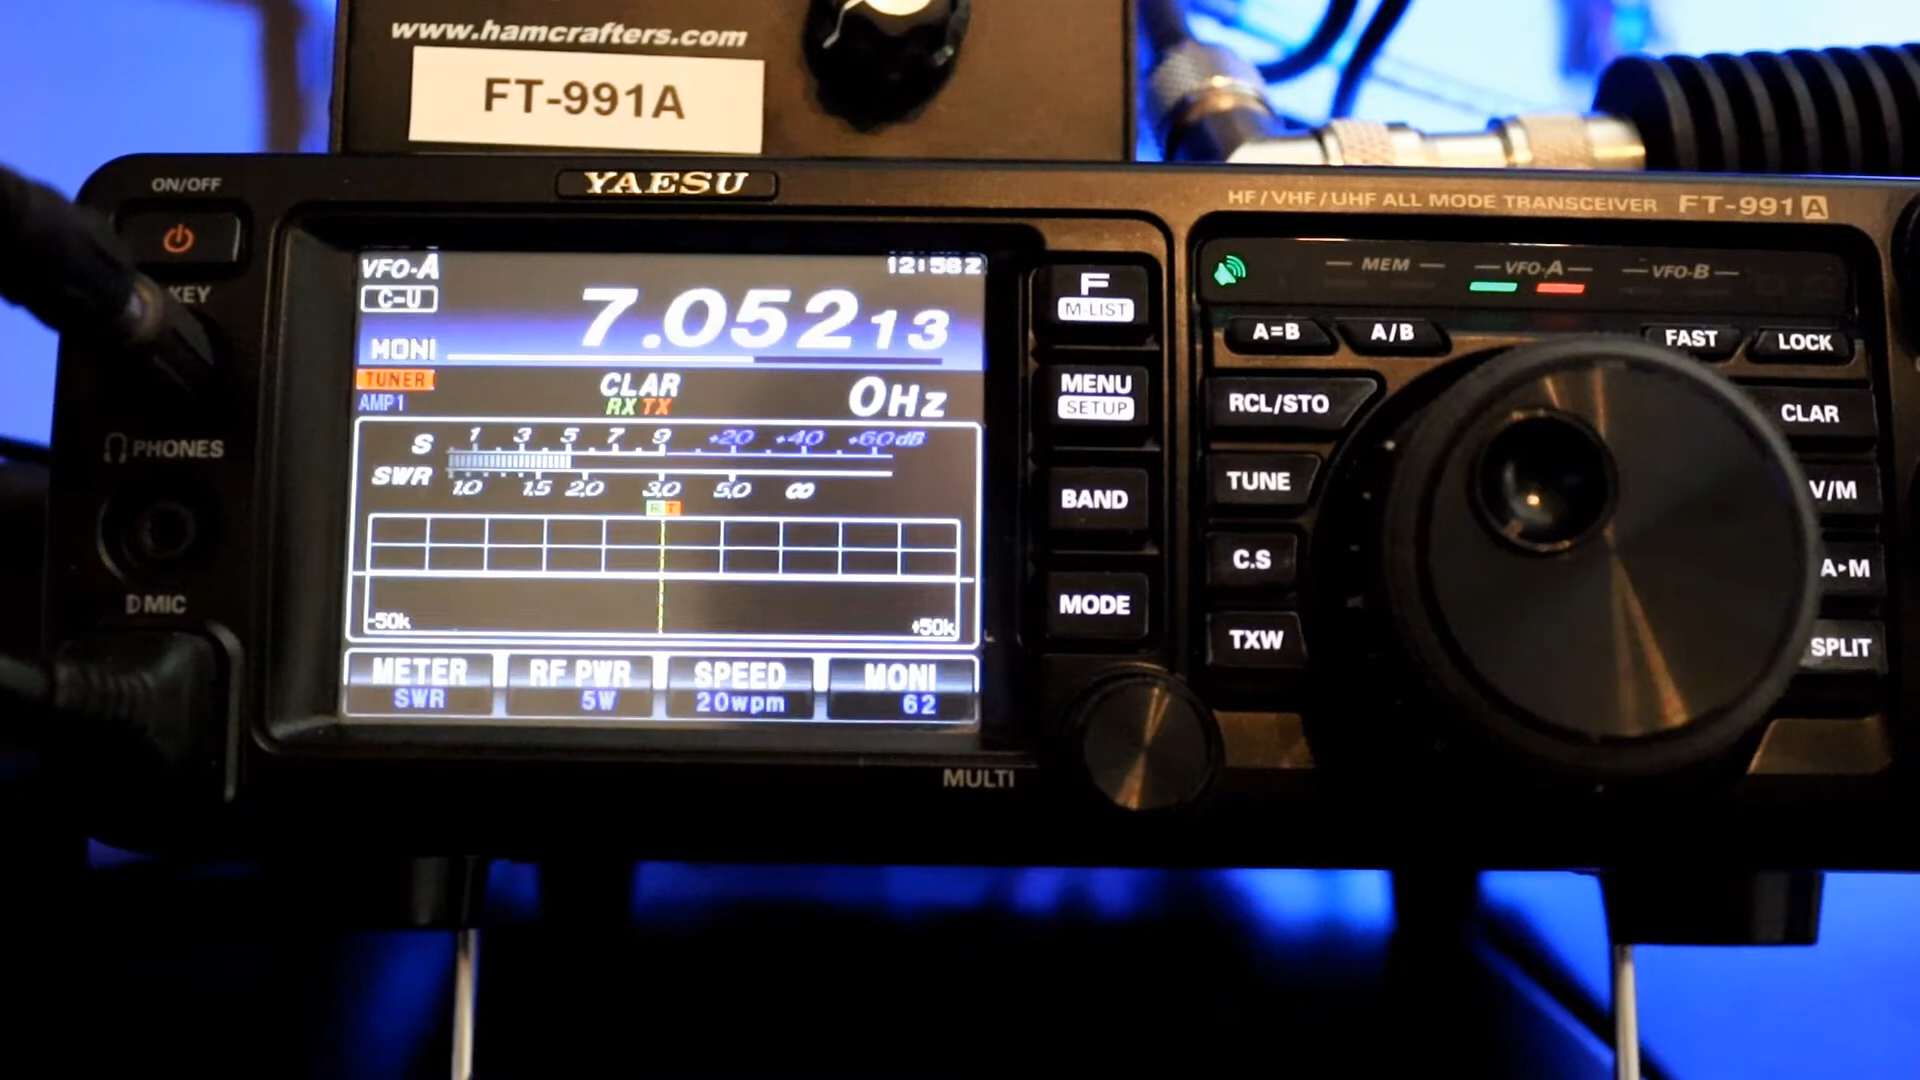 www.hamcrafters.com
FT-991A
ON/OFF
YAESU
HF/VHF/UHF ALL MODE TRANSCEIVER FT-991A
VFO-A 12:58Z
C-U
7.05213
MONI
TUNER
AMP1
CLAR
RX TX
0Hz
S 1 3 5 7 9 +20 +40 +60dB
SWR
1.0 1.5 2.0 3.0 5.0 ∞
R T
-50k +50k
METER RF PWR SPEED MONI
SWR 5W 20wpm 62
KEY
PHONES
MIC
F
M-LIST
MENU
SETUP
BAND
MODE
MULTI
MEM VFO-A VFO-B
A=B A/B FAST LOCK
RCL/STO CLAR
TUNE V/M
C.S A▸M
TXW SPLIT